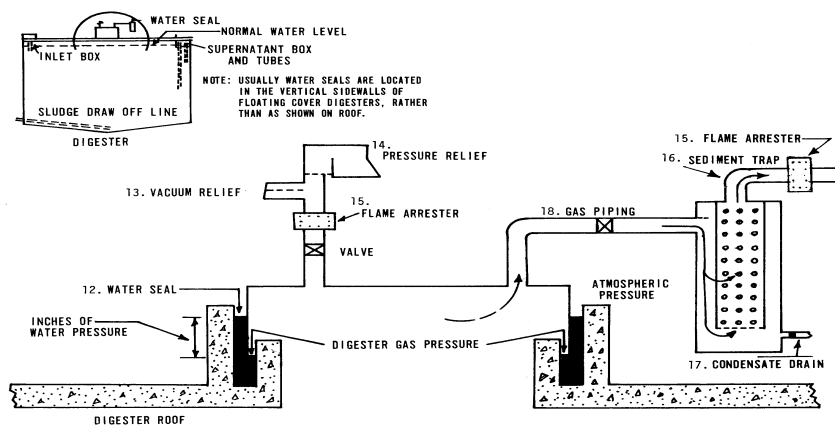 WATER SEAL
NORMAL WATER LEVEL
INLET BOX
SUPERNATANT BOX
AND TUBES
NOTE: USUALLY WATER SEALS ARE LOCATED
IN THE VERTICAL SIDEWALLS OF
FLOATING COVER DIGESTERS, RATHER
THAN AS SHOWN ON ROOF.
SLUDGE DRAW OFF LINE
DIGESTER
14.
PRESSURE RELIEF
15. FLAME ARRESTER
16. SEDIMENT TRAP
13. VACUUM RELIEF
15.
FLAME ARRESTER
18. GAS PIPING
VALVE
12. WATER SEAL
ATMOSPHERIC
PRESSURE
INCHES OF
WATER PRESSURE
DIGESTER GAS PRESSURE
17. CONDENSATE DRAIN
DIGESTER ROOF